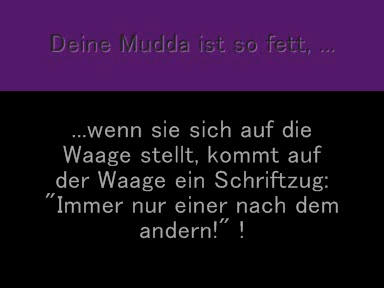 Deine Mudda ist so fett, ...
...wenn sie sich auf die
Waage stellt, kommt auf
der Waage ein Schriftzug:
"Immer nur einer nach dem
andern!" !